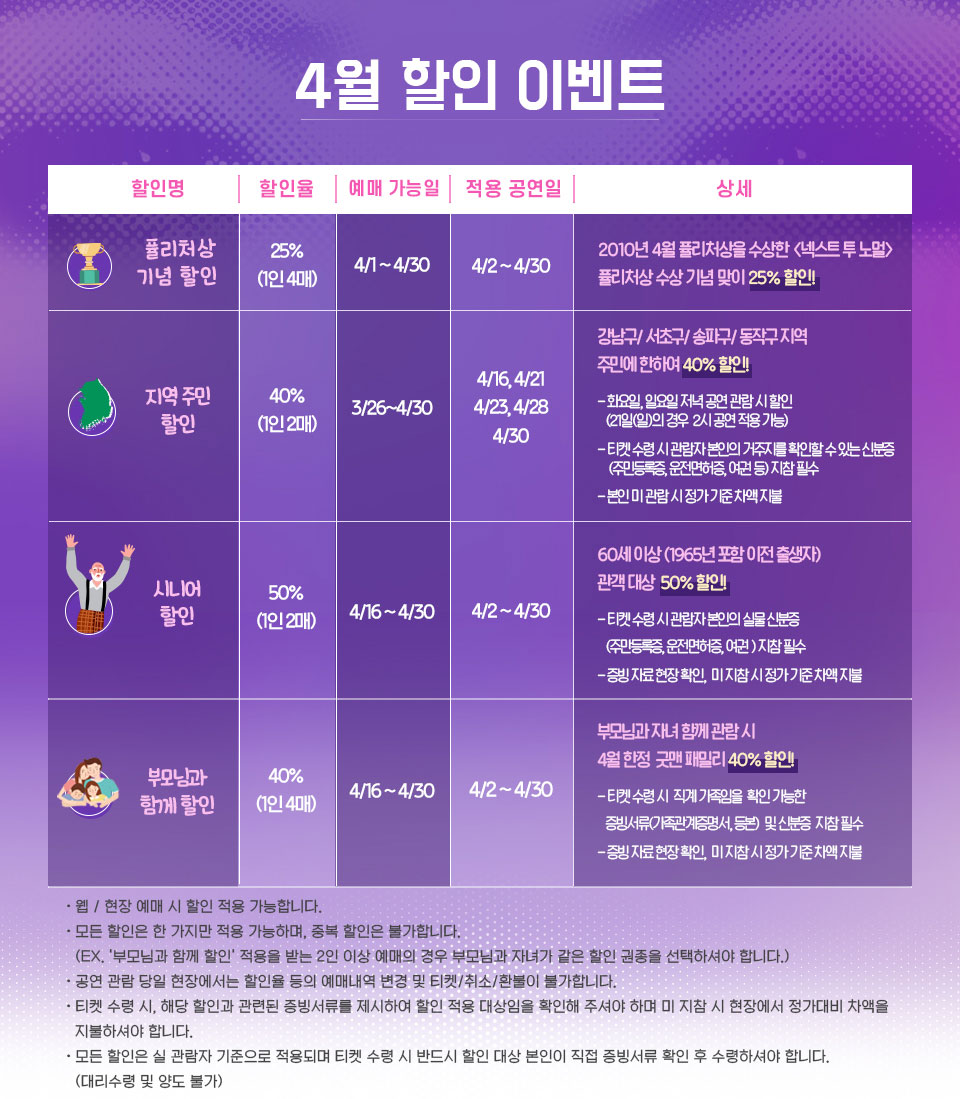 4월 할인 이벤트
할인명 할인율 예매 가능일 적용 공연일 상세
퓰리처상
기념 할인
25%
(1인 4매)
4/1 ~ 4/30
4/2 ~ 4/30
2010년 4월 퓰리처상을 수상한 <넥스트 투 노멀>
퓰리처상 수상 기념 맞이 25% 할인!
지역 주민
할인
40%
(1인 2매)
3/26~4/30
4/16, 4/21
4/23, 4/28
4/30
강남구/ 서초구/ 송파구/ 동작구 지역
주민에 한하여 40% 할인!
- 화요일, 일요일 저녁 공연 관람 시 할인
(21일(일)의 경우 2시 공연 적용 가능)
- 티켓 수령 시 관람자 본인의 거주지를 확인할 수 있는 신분증
(주민등록증, 운전면허증, 여권 등) 지참 필수
- 본인 미 관람 시 정가 기준 차액 지불
시니어
할인
50%
(1인 2매)
4/16 ~ 4/30
4/2 ~ 4/30
60세 이상 (1965년 포함 이전 출생자)
관객 대상 50% 할인!
- 티켓 수령 시 관람자 본인의 실물 신분증
(주민등록증, 운전면허증, 여권 ) 지참 필수
- 증빙 자료 현장 확인, 미 지참 시 정가 기준 차액 지불
부모님과
함께 할인
40%
(1인 4매)
4/16 ~ 4/30
4/2 ~ 4/30
부모님과 자녀 함께 관람 시
4월 한정 굿맨 패밀리 40% 할인!
- 티켓 수령 시 직계 가족임을 확인 가능한
증빙서류(가족관계증명서, 등본) 및 신분증 지참 필수
- 증빙 자료 현장 확인, 미 지참 시 정가 기준 차액 지불
· 웹 / 현장 예매 시 할인 적용 가능합니다.
· 모든 할인은 한 가지만 적용 가능하며, 중복 할인은 불가합니다.
(EX. '부모님과 함께 할인' 적용을 받는 2인 이상 예매의 경우 부모님과 자녀가 같은 할인 권종을 선택하셔야 합니다.)
· 공연 관람 당일 현장에서는 할인율 등의 예매내역 변경 및 티켓/취소/환불이 불가합니다.
· 티켓 수령 시, 해당 할인과 관련된 증빙서류를 제시하여 할인 적용 대상임을 확인해 주셔야 하며 미 지참 시 현장에서 정가대비 차액을
지불하셔야 합니다.
· 모든 할인은 실 관람자 기준으로 적용되며 티켓 수령 시 반드시 할인 대상 본인이 직접 증빙서류 확인 후 수령하셔야 합니다.
(대리수령 및 양도 불가)